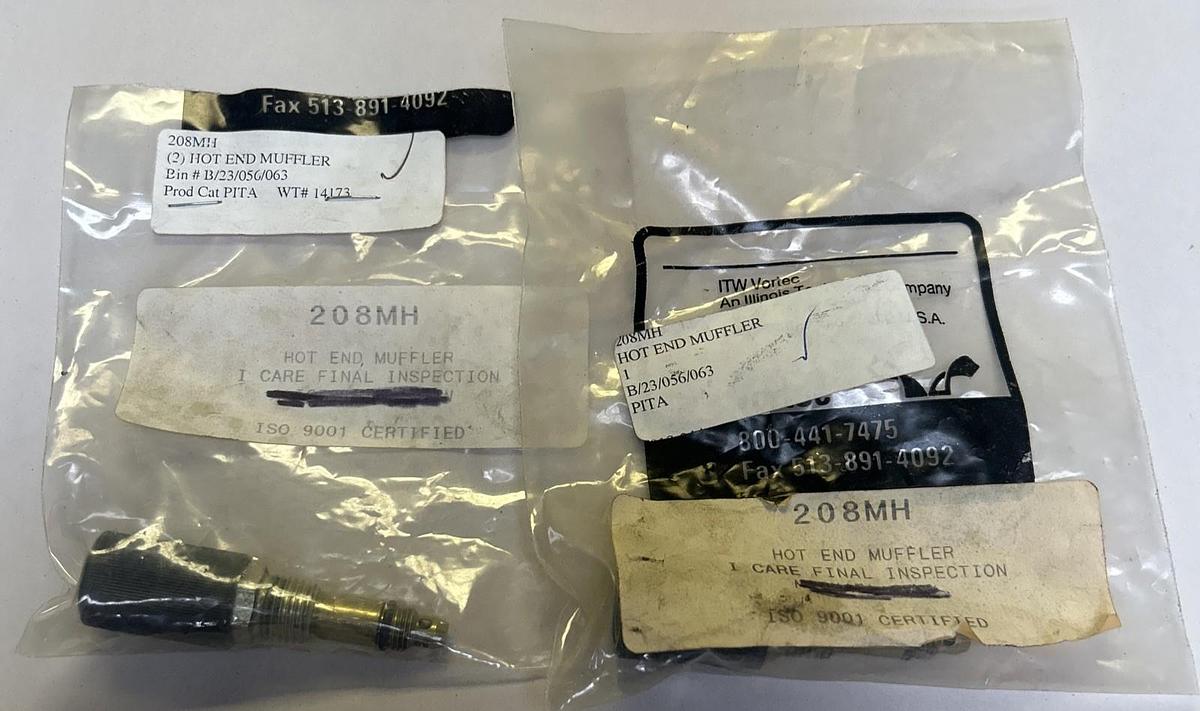 Fax 513-891-4092
208MH
(2) HOT END MUFFLER
Bin # B/23/056/063
Prod Cat PITA WT# 14173
208MH
HOT END MUFFLER
I CARE FINAL INSPECTION
ISO 9001 CERTIFIED
ITW Vortec
An Illinois
S.A.
208MH
HOT END MUFFLER
1
B/23/056/063
PITA
800-441-7475
Fax 513-891-4092
208MH
HOT END MUFFLER
I CARE FINAL INSPECTION
ISO 9001 CERTIFIED